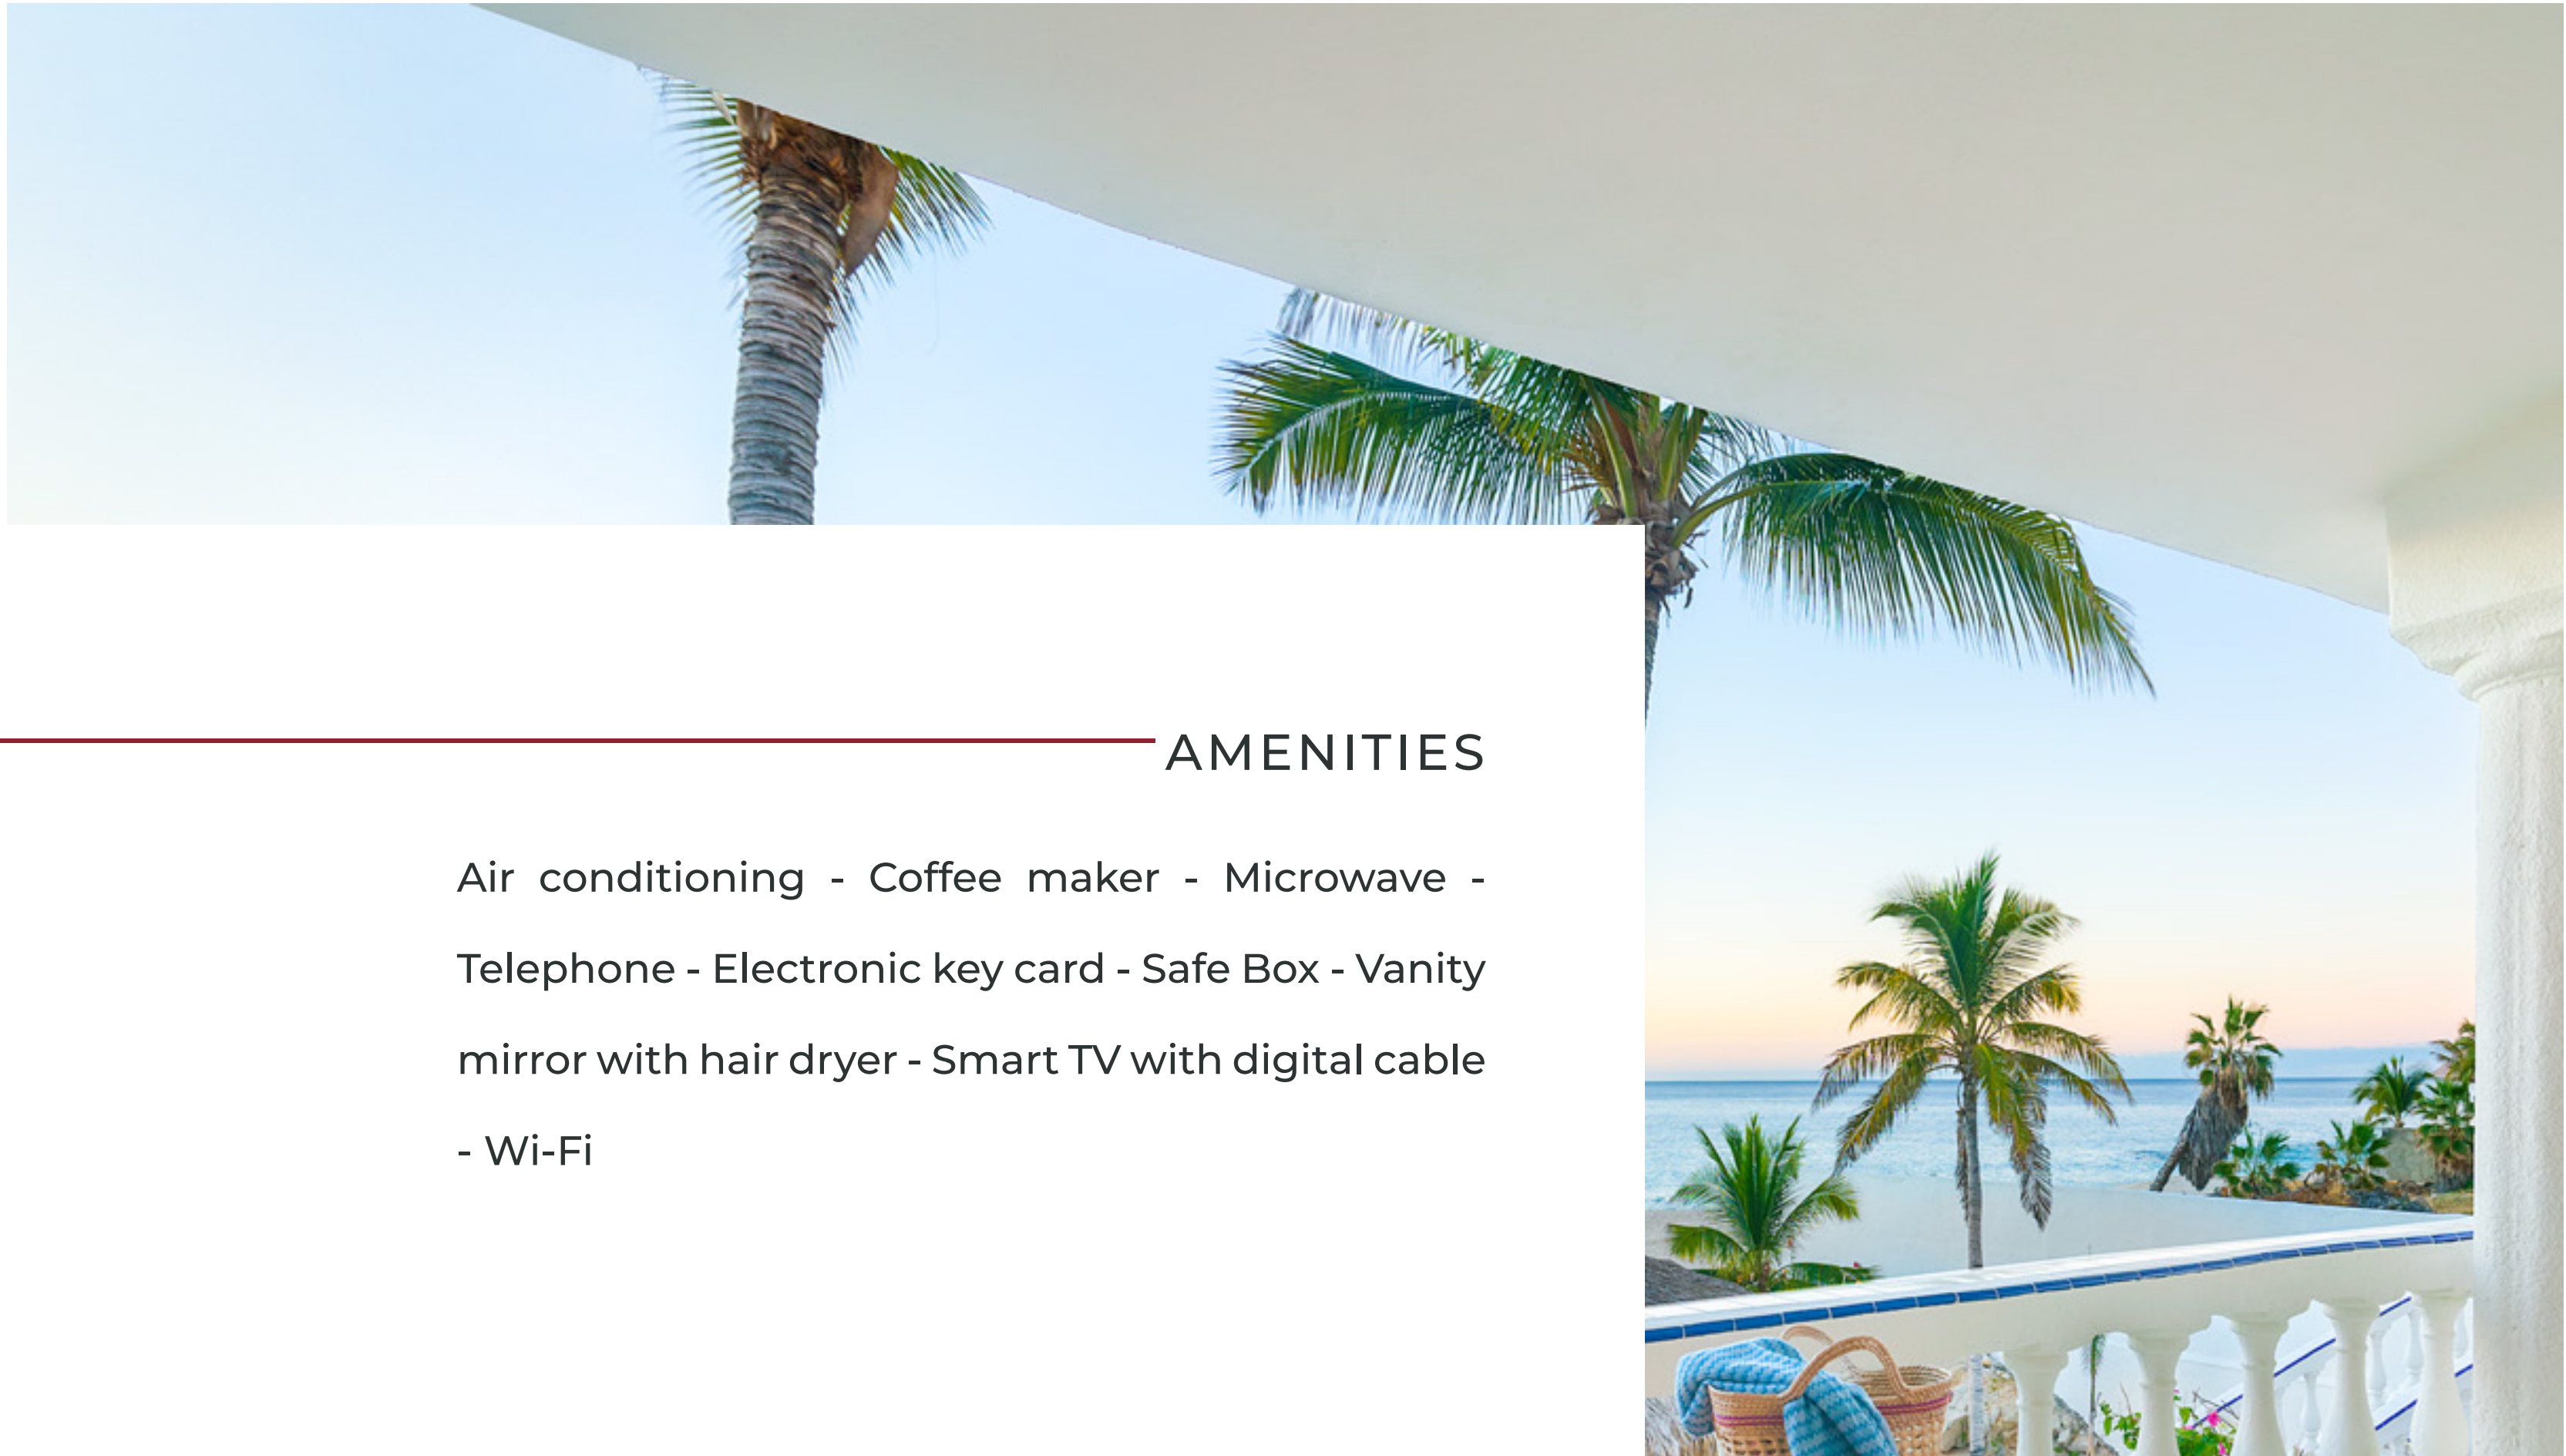 AMENITIES
Air conditioning - Coffee maker - Microwave -
Telephone - Electronic key card - Safe Box - Vanity
mirror with hair dryer - Smart TV with digital cable
- Wi-Fi